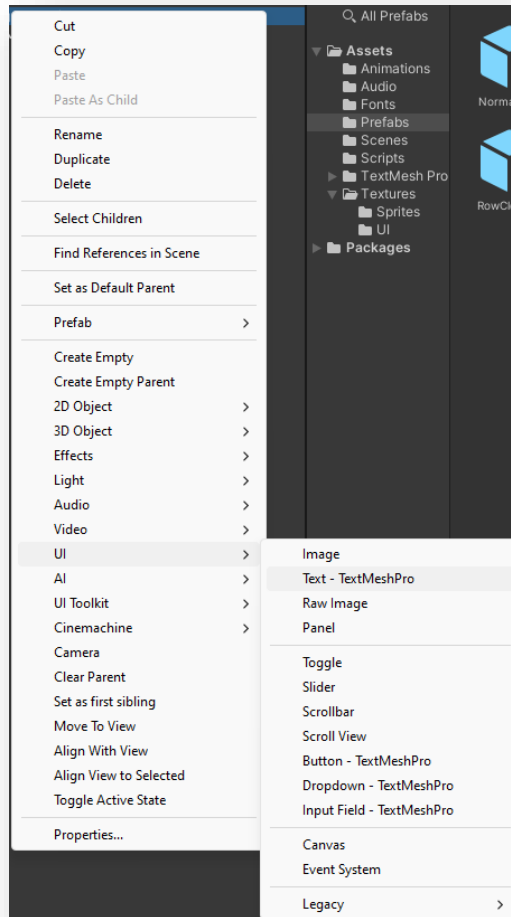 Cut
Copy
Paste
Paste As Child
Rename
Duplicate
Delete
Select Children
Find References in Scene
Set as Default Parent
Prefab
Create Empty
Create Empty Parent
2D Object
3D Object
Effects
Light
Audio
Video
UI
AI
UI Toolkit
Cinemachine
Camera
Clear Parent
Set as first sibling
Move To View
Align With View
Align View to Selected
Toggle Active State
Properties...
Image
Text - TextMeshPro
Raw Image
Panel
Toggle
Slider
Scrollbar
Scroll View
Button - TextMeshPro
Dropdown - TextMeshPro
Input Field - TextMeshPro
Canvas
Event System
Legacy
All Prefabs
Assets
Animations
Audio
Fonts
Prefabs
Scenes
Scripts
TextMesh Pro
Textures
Sprites
UI
Packages